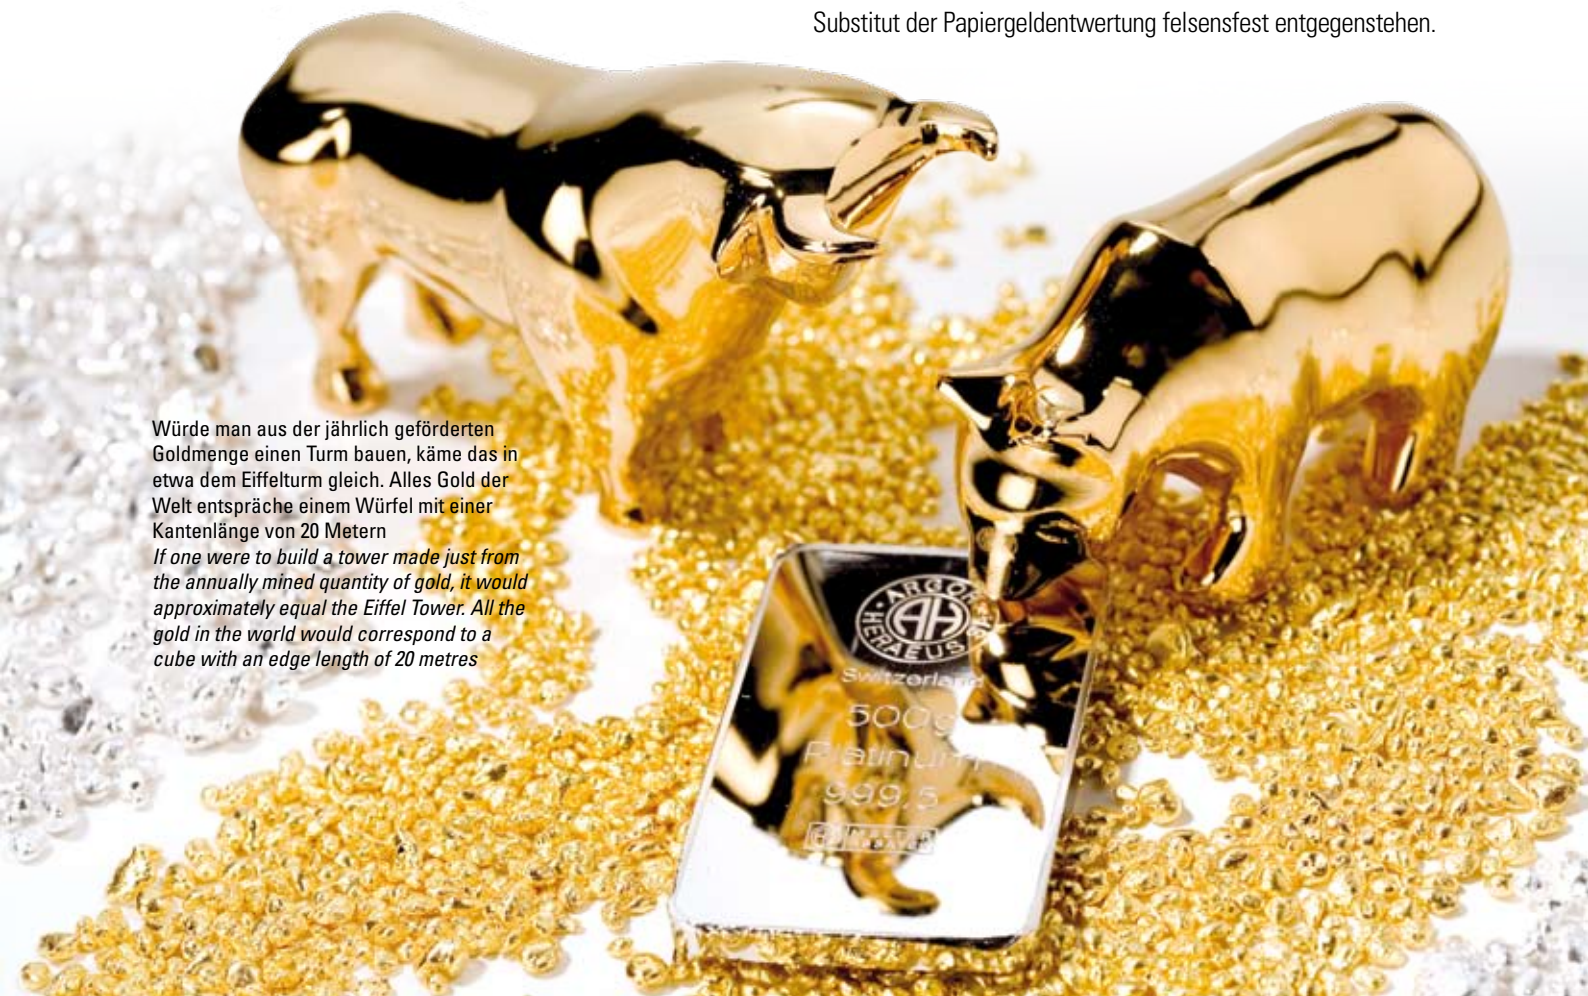 Substitut der Papiergeldentwertung felsensfest entgegenstehen.
Würde man aus der jährlich geförderten
Goldmenge einen Turm bauen, käme das in
etwa dem Eiffelturm gleich. Alles Gold der
Welt entspräche einem Würfel mit einer
Kantenlänge von 20 Metern
If one were to build a tower made just from
the annually mined quantity of gold, it would
approximately equal the Eiffel Tower. All the
gold in the world would correspond to a
cube with an edge length of 20 metres
AH
HERAEUS
500g
Platinum
999,5